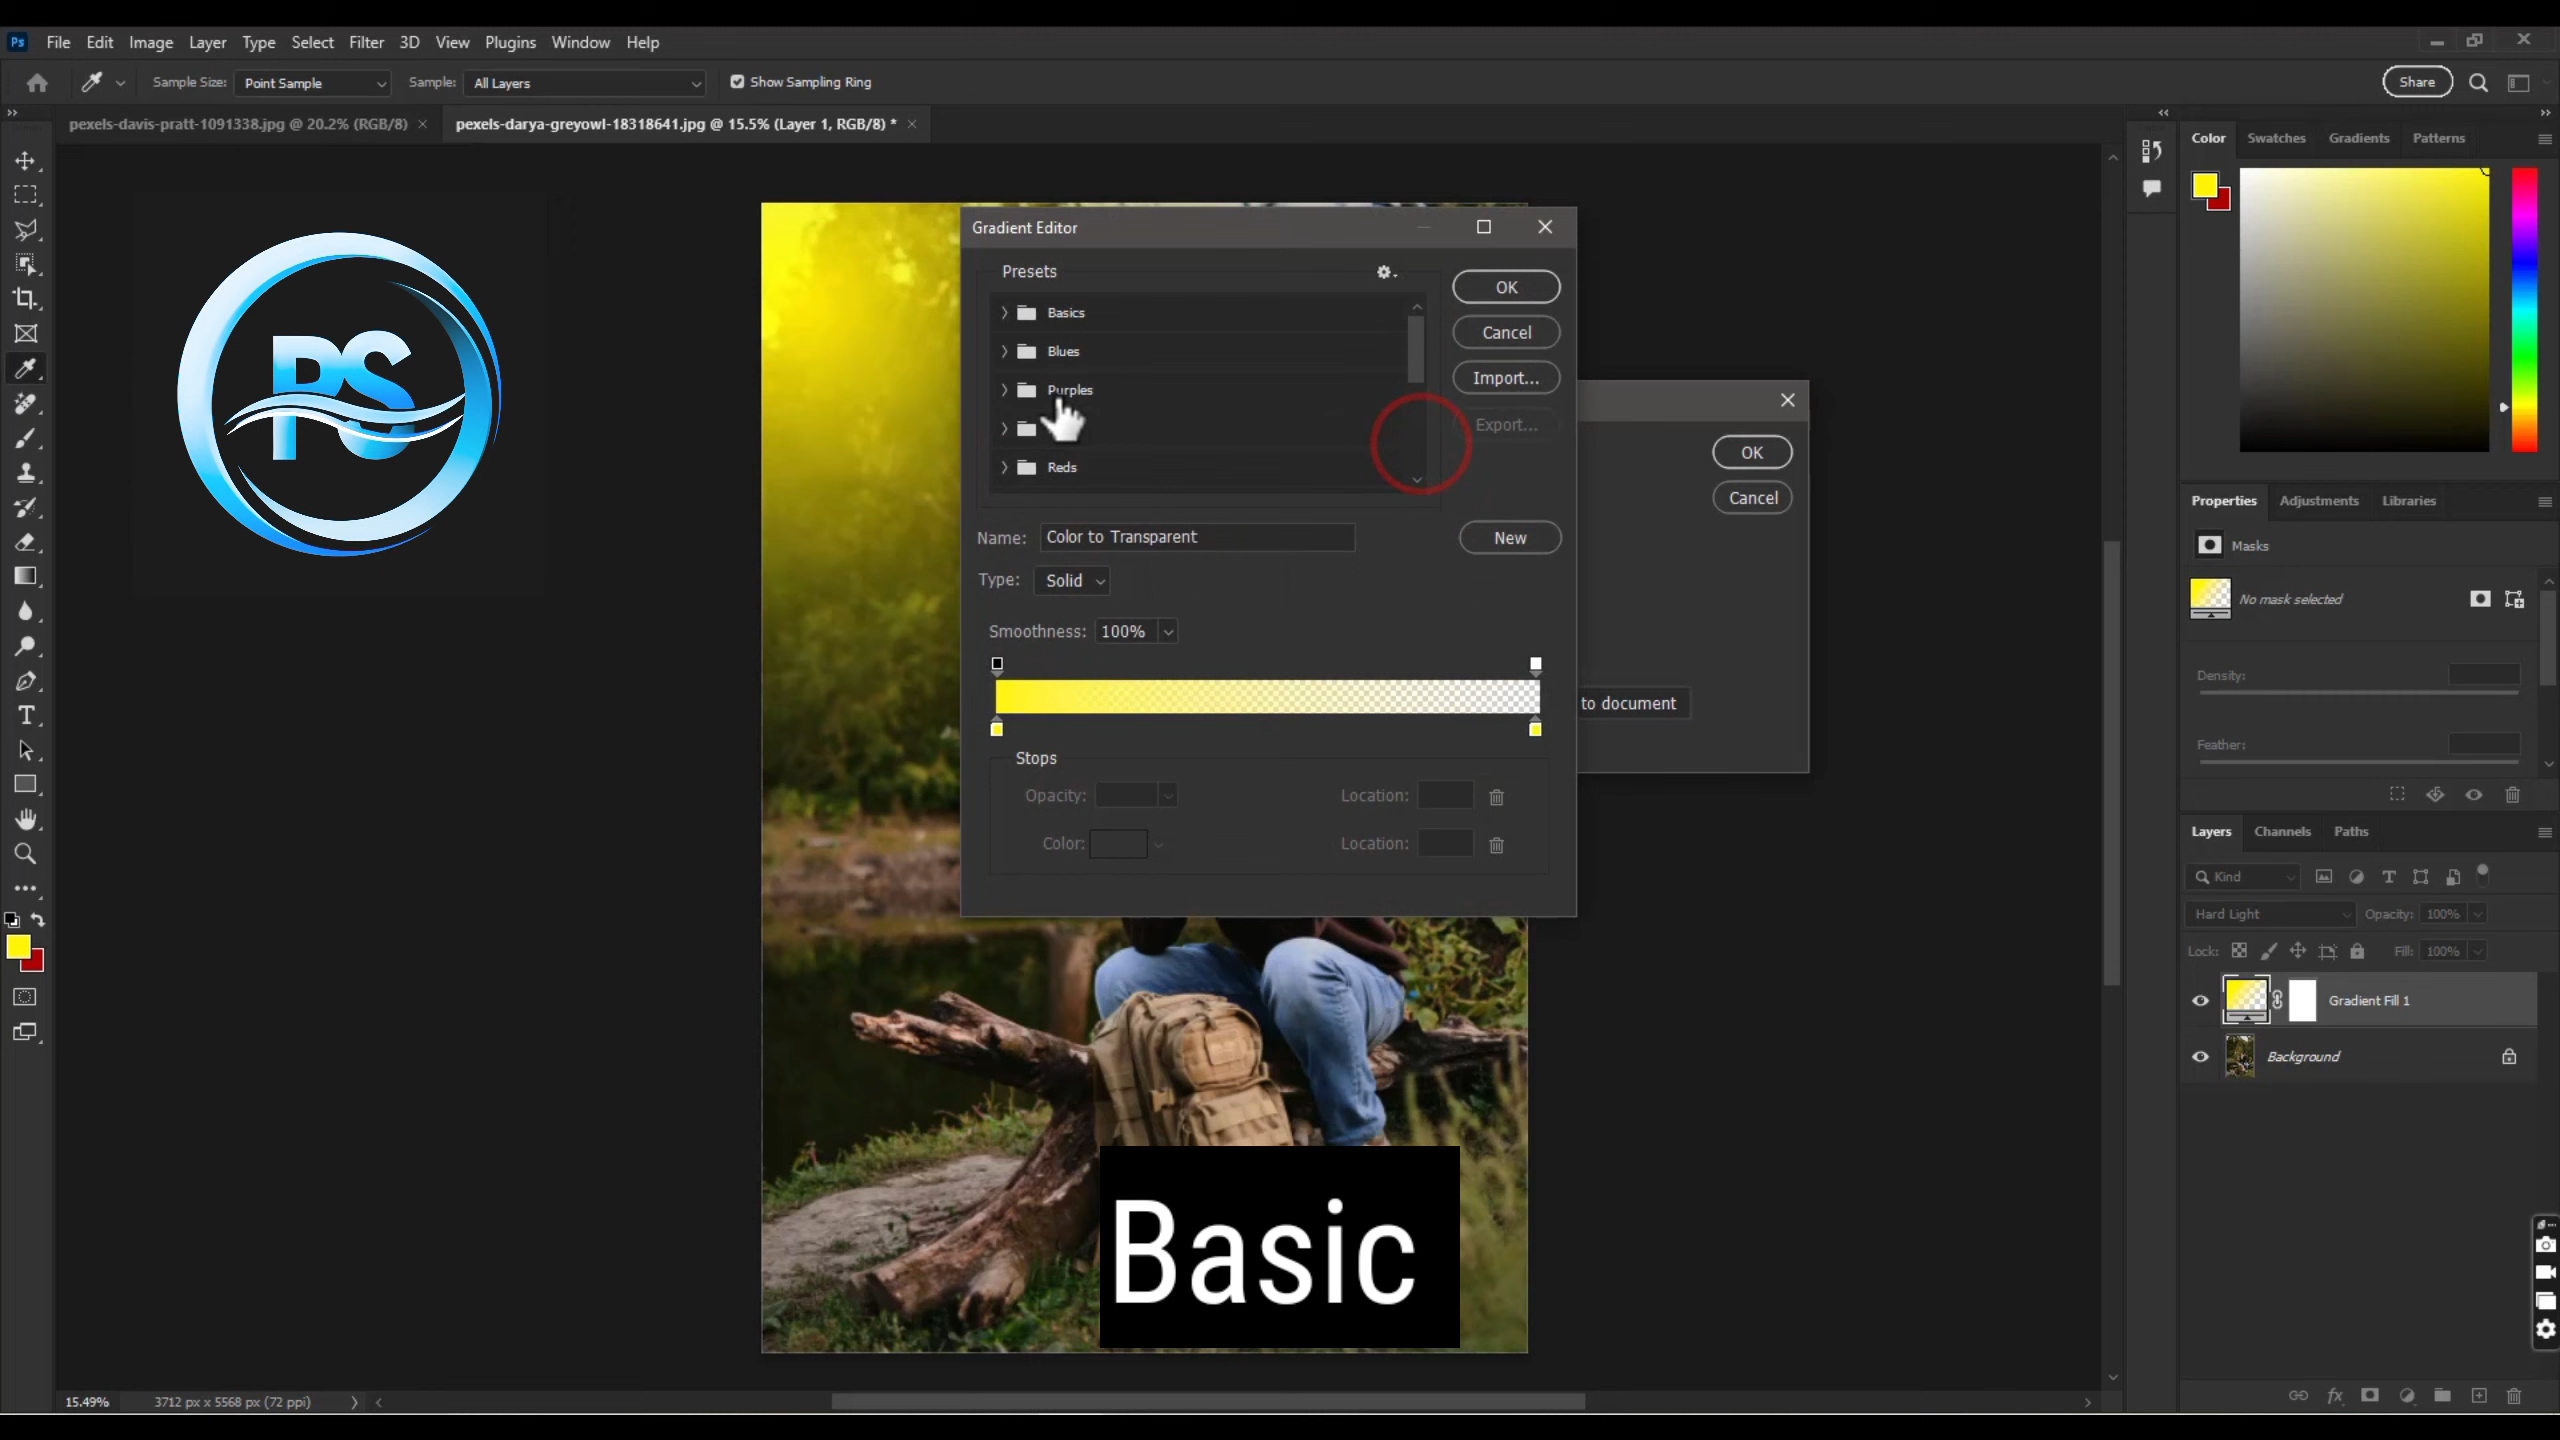 Ps File Edit Image Layer Type Select Filter 3D View Plugins Window Help
Sample Size: Point Sample Sample: All Layers Show Sampling Ring Share
pexels-davis-pratt-1091338.jpg @ 20.2% (RGB/8) pexels-darya-greyowl-18318641.jpg @ 15.5% (Layer 1, RGB/8) *
Color Swatches Gradients Patterns
PS
Gradient Editor
Presets
Basics
Blues
Purples
Reds
OK
Cancel
Import...
Export...
Name: Color to Transparent
New
Type: Solid
Smoothness: 100%
Stops
Opacity: Location:
Color: Location:
OK
Cancel
to document
Properties Adjustments Libraries
Masks
No mask selected
Density:
Feather:
Layers Channels Paths
Kind
Hard Light Opacity: 100%
Lock: Fill: 100%
Gradient Fill 1
Background
Basic
15.49% 3712 px x 5568 px (72 ppi)